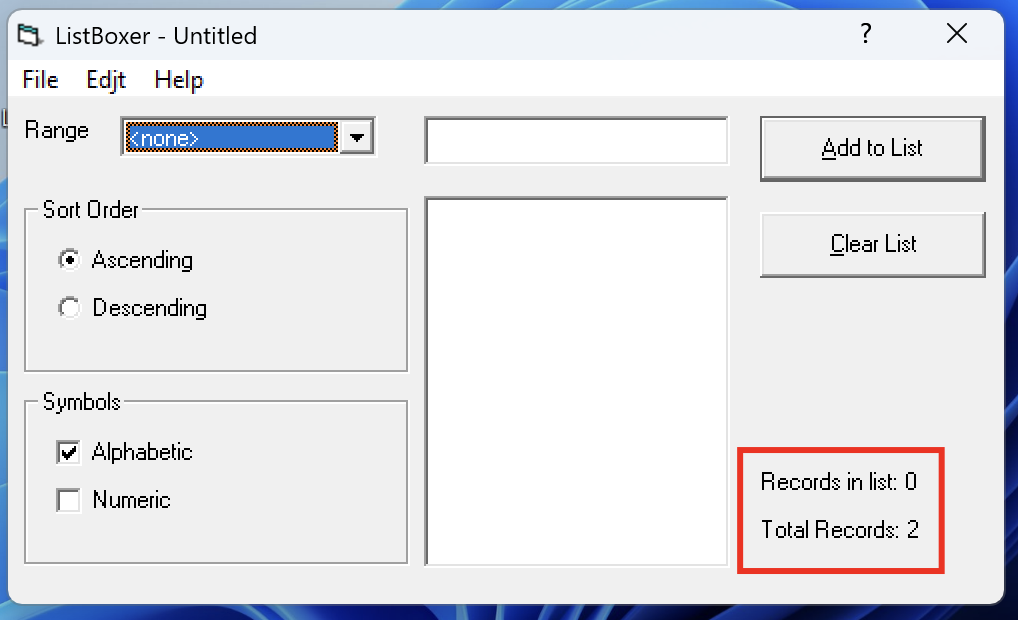 ListBoxer - Untitled ?
File Edjt Help
Range <none>
Add to List
Sort Order
Clear List
Ascending
Descending
Symbols
Alphabetic
Numeric
Records in list: 0
Total Records: 2